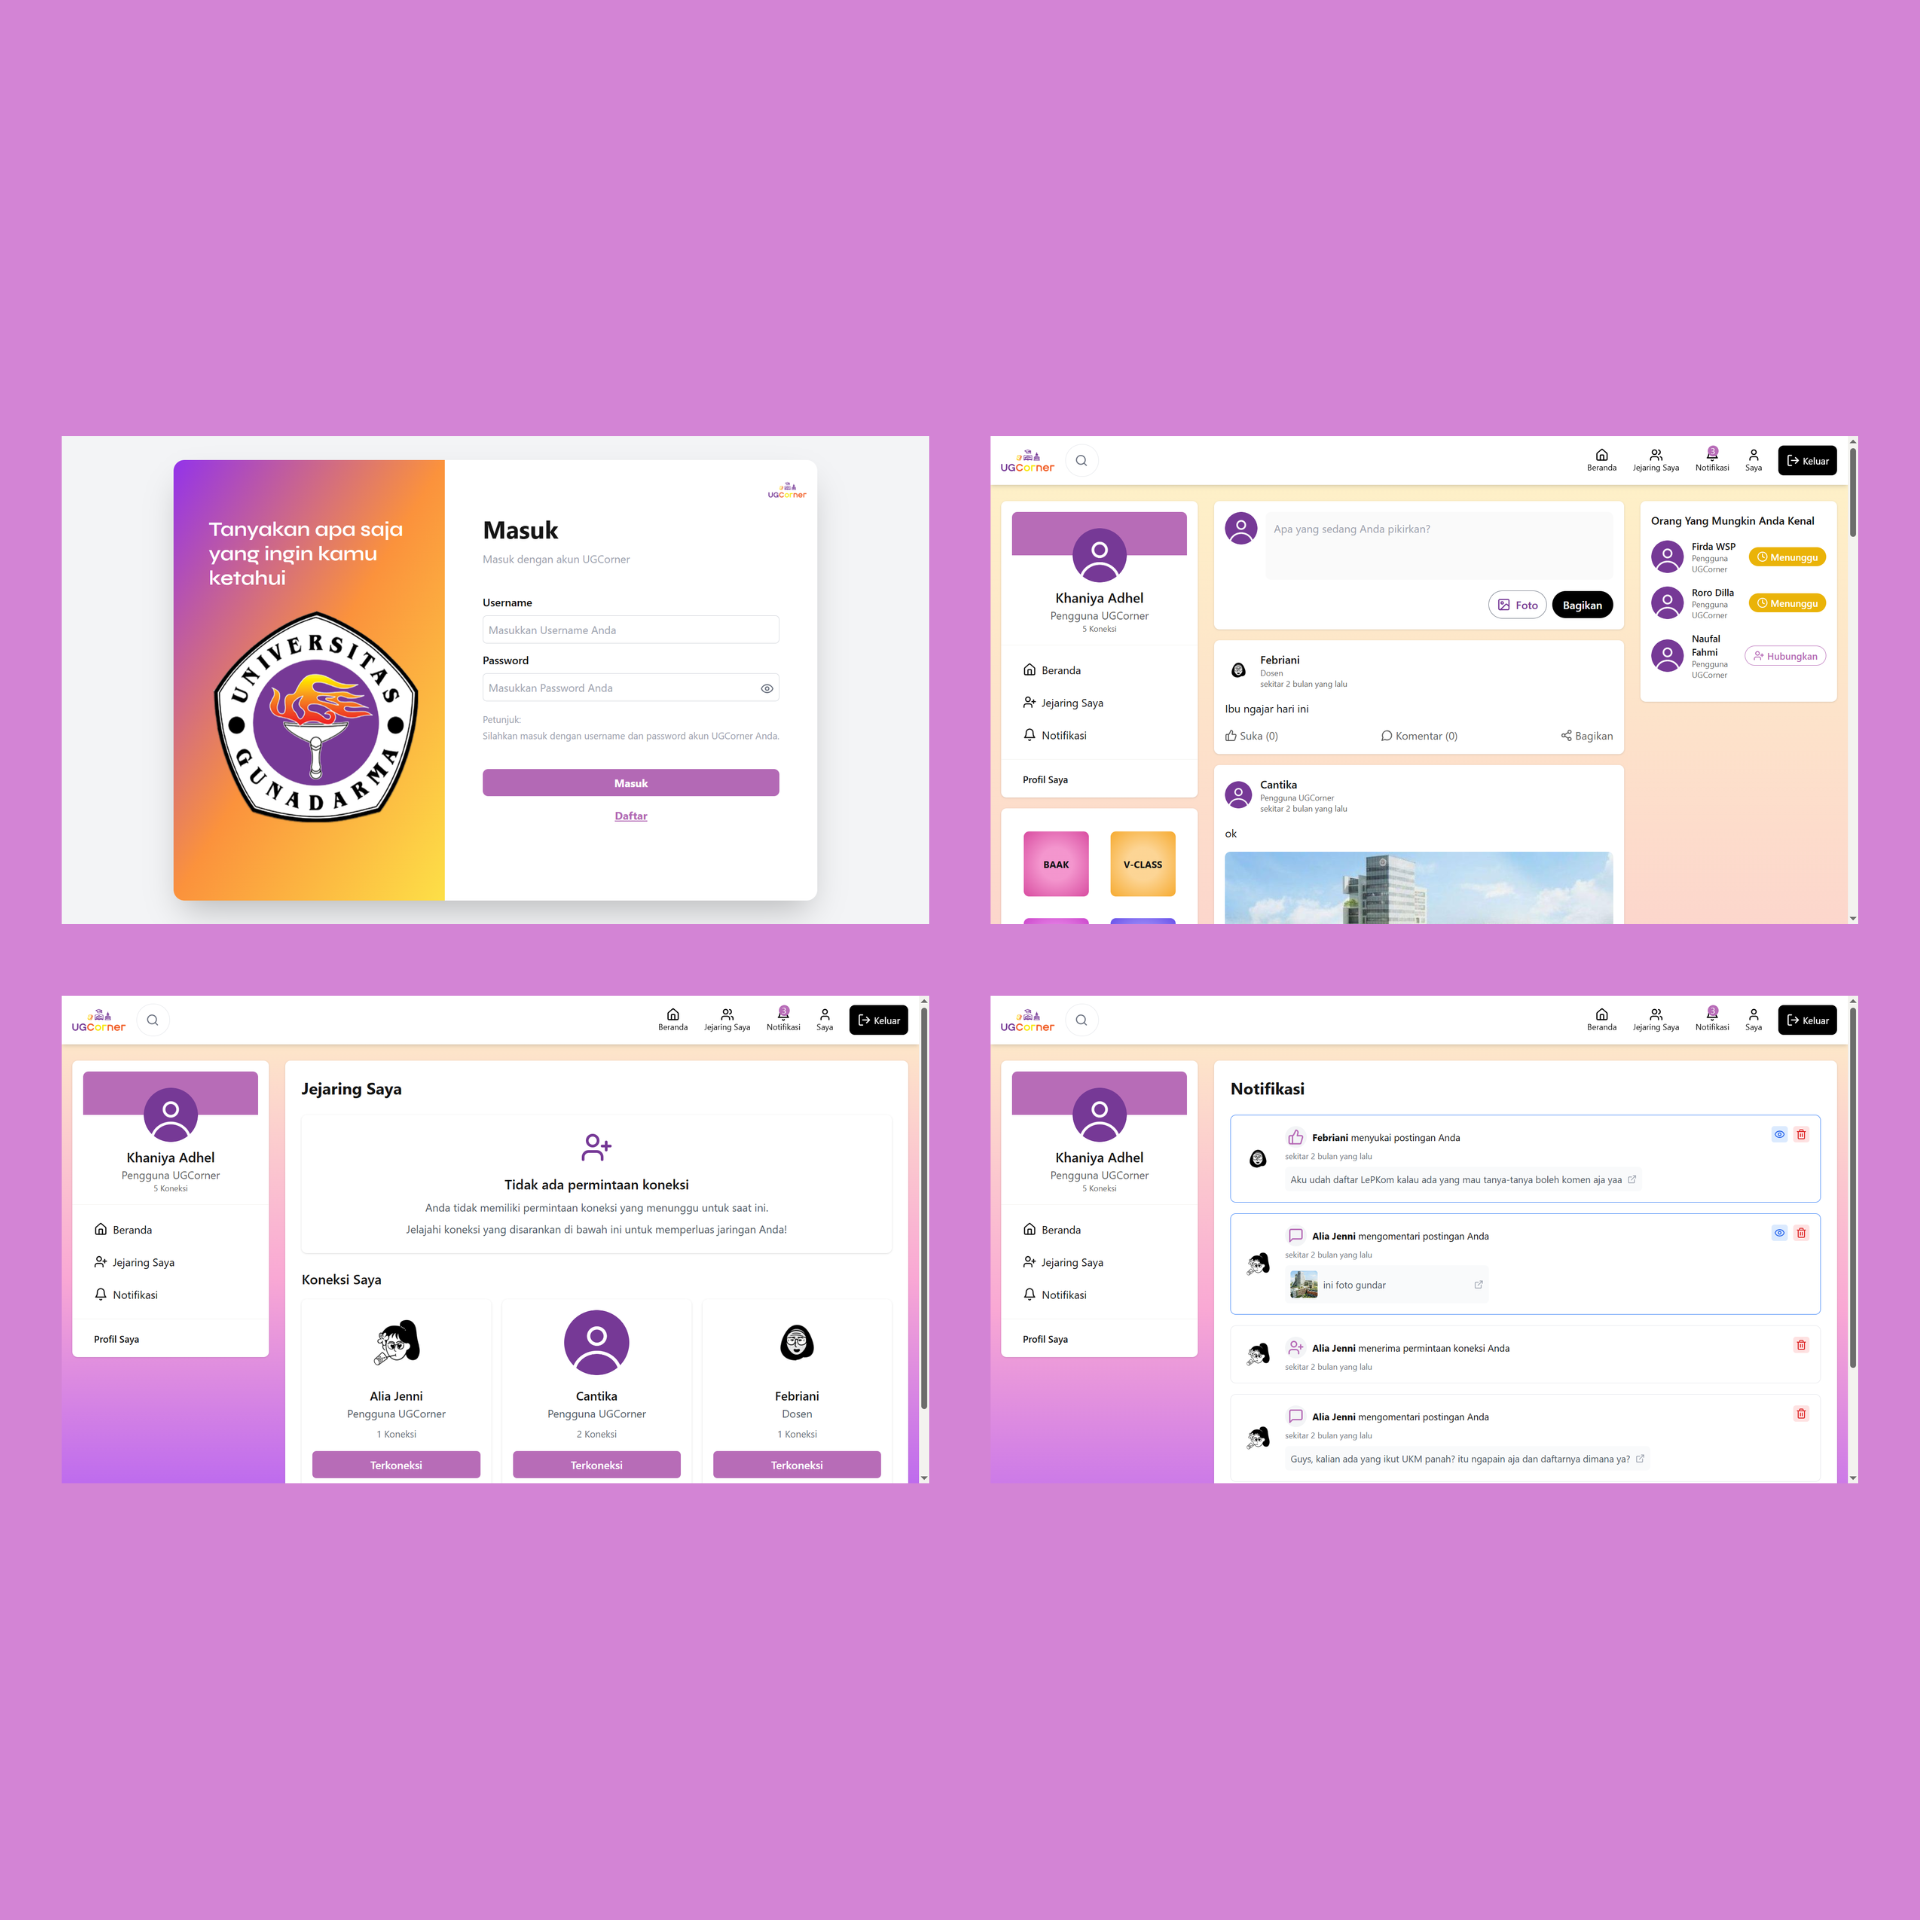 Tanyakan apa saja
yang ingin kamu
ketahui
UNIVERSITAS
GUNADARMA
UGCorner
Masuk
Masuk dengan akun UGCorner
Username
Masukkan Username Anda
Password
Masukkan Password Anda
Petunjuk:
Silahkan masuk dengan username dan password akun UGCorner Anda.
Masuk
Daftar
UGCorner
Beranda
Jejaring Saya
3
Notifikasi
Saya
Keluar
Khaniya Adhel
Pengguna UGCorner
5 Koneksi
Beranda
Jejaring Saya
Notifikasi
Profil Saya
BAAK
V-CLASS
Apa yang sedang Anda pikirkan?
Foto
Bagikan
Febriani
Dosen
sekitar 2 bulan yang lalu
Ibu ngajar hari ini
Suka (0)
Komentar (0)
Bagikan
Cantika
Pengguna UGCorner
sekitar 2 bulan yang lalu
ok
Orang Yang Mungkin Anda Kenal
Firda WSP
Pengguna
UGCorner
Menunggu
Roro Dilla
Pengguna
UGCorner
Menunggu
Naufal
Fahmi
Pengguna
UGCorner
Hubungkan
UGCorner
Beranda
Jejaring Saya
3
Notifikasi
Saya
Keluar
Khaniya Adhel
Pengguna UGCorner
5 Koneksi
Beranda
Jejaring Saya
Notifikasi
Profil Saya
Jejaring Saya
Tidak ada permintaan koneksi
Anda tidak memiliki permintaan koneksi yang menunggu untuk saat ini.
Jelajahi koneksi yang disarankan di bawah ini untuk memperluas jaringan Anda!
Koneksi Saya
Alia Jenni
Pengguna UGCorner
1 Koneksi
Terkoneksi
Cantika
Pengguna UGCorner
2 Koneksi
Terkoneksi
Febriani
Dosen
1 Koneksi
Terkoneksi
UGCorner
Beranda
Jejaring Saya
3
Notifikasi
Saya
Keluar
Khaniya Adhel
Pengguna UGCorner
5 Koneksi
Beranda
Jejaring Saya
Notifikasi
Profil Saya
Notifikasi
Febriani menyukai postingan Anda
sekitar 2 bulan yang lalu
Aku udah daftar LePKom kalau ada yang mau tanya-tanya boleh komen aja yaa
Alia Jenni mengomentari postingan Anda
sekitar 2 bulan yang lalu
ini foto gundar
Alia Jenni menerima permintaan koneksi Anda
sekitar 2 bulan yang lalu
Alia Jenni mengomentari postingan Anda
sekitar 2 bulan yang lalu
Guys, kalian ada yang ikut UKM panah? itu ngapain aja dan daftarnya dimana ya?